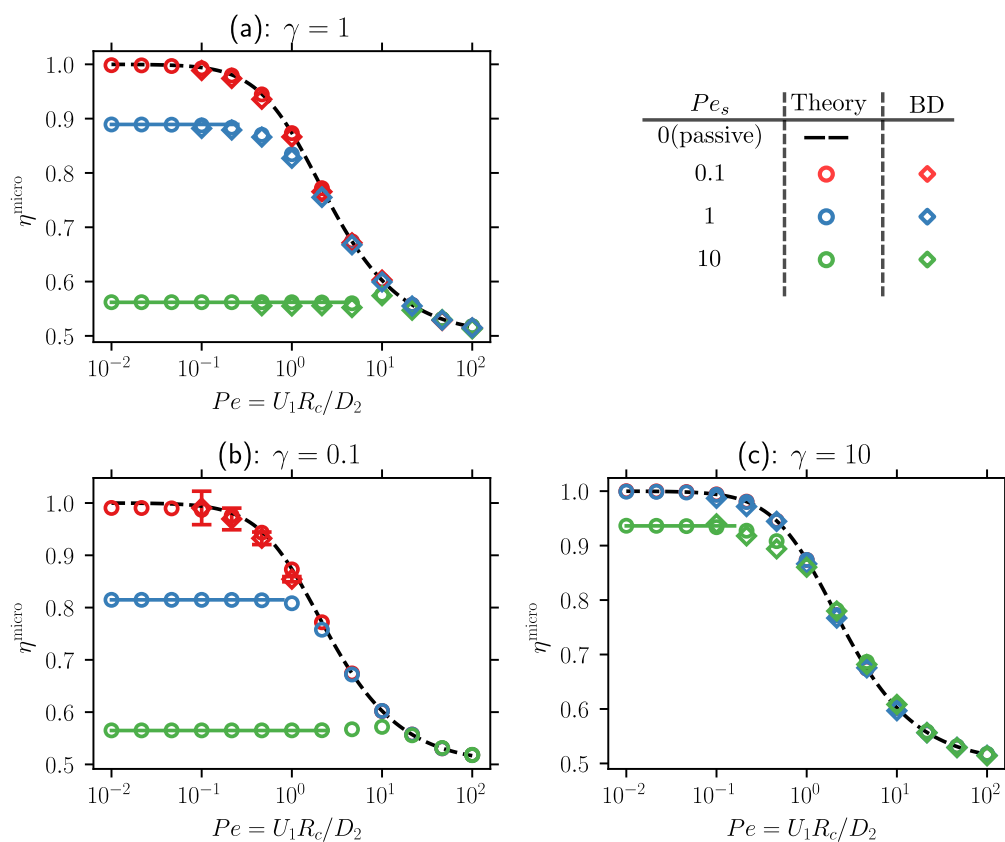 (a): γ = 1
1.0
0.9
0.8
0.7
0.6
0.5
η^micro
10^−2 10^−1 10^0 10^1 10^2
Pe = U_1R_c/D_2
Pe_s Theory BD
0(passive)
0.1
1
10
(b): γ = 0.1
1.0
0.9
0.8
0.7
0.6
0.5
η^micro
10^−2 10^−1 10^0 10^1 10^2
Pe = U_1R_c/D_2
(c): γ = 10
1.0
0.9
0.8
0.7
0.6
0.5
η^micro
10^−2 10^−1 10^0 10^1 10^2
Pe = U_1R_c/D_2